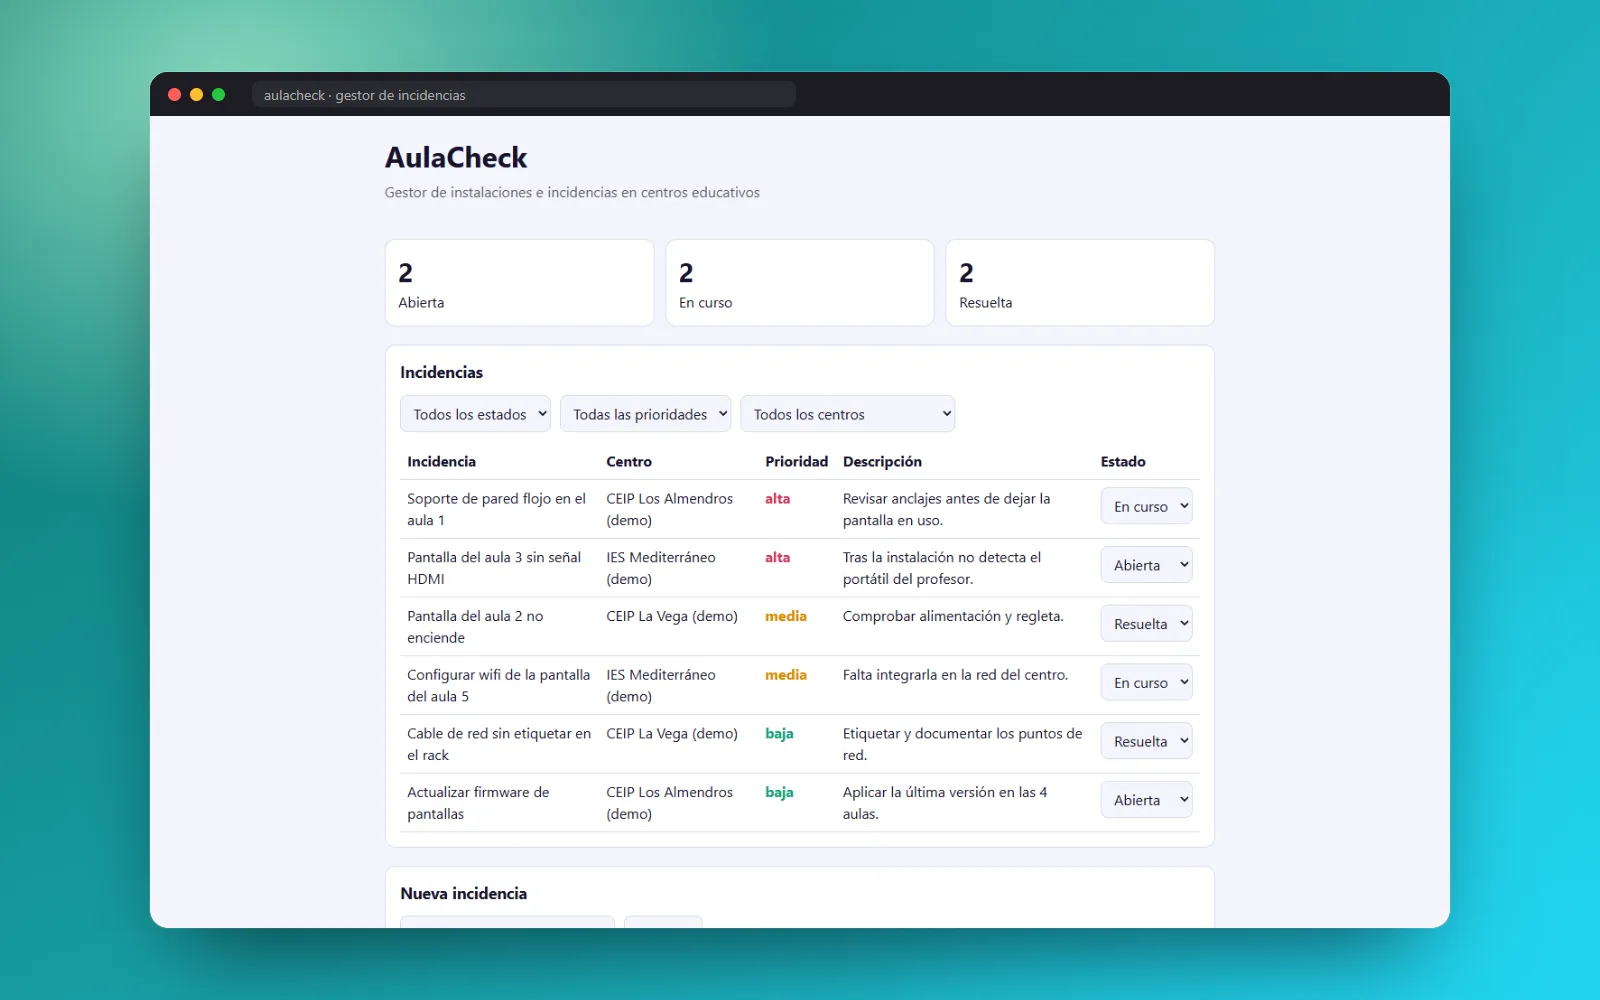 aulacheck · gestor de incidencias
AulaCheck
Gestor de instalaciones e incidencias en centros educativos
2
Abierta
2
En curso
2
Resuelta
Incidencias
Todos los estados
Todas las prioridades
Todos los centros
Incidencia
Centro
Prioridad
Descripción
Estado
Soporte de pared flojo en el
aula 1
CEIP Los Almendros
(demo)
alta
Revisar anclajes antes de dejar la
pantalla en uso.
En curso
Pantalla del aula 3 sin señal
HDMI
IES Mediterráneo
(demo)
alta
Tras la instalación no detecta el
portátil del profesor.
Abierta
Pantalla del aula 2 no
enciende
CEIP La Vega (demo)
media
Comprobar alimentación y regleta.
Resuelta
Configurar wifi de la pantalla
del aula 5
IES Mediterráneo
(demo)
media
Falta integrarla en la red del centro.
En curso
Cable de red sin etiquetar en
el rack
CEIP La Vega (demo)
baja
Etiquetar y documentar los puntos de
red.
Resuelta
Actualizar firmware de
pantallas
CEIP Los Almendros
(demo)
baja
Aplicar la última versión en las 4
aulas.
Abierta
Nueva incidencia